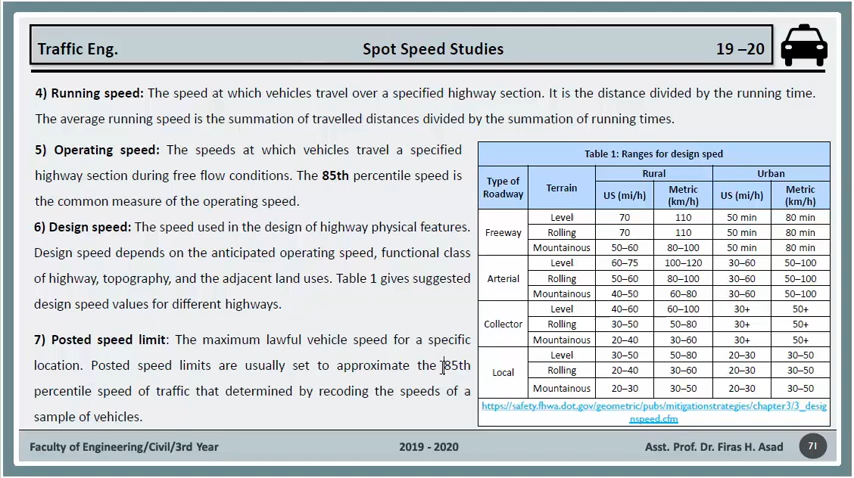 Traffic Eng. Spot Speed Studies 19 –20
4) Running speed: The speed at which vehicles travel over a specified highway section. It is the distance divided by the running time.
The average running speed is the summation of travelled distances divided by the summation of running times.
5) Operating speed: The speeds at which vehicles travel a specified
highway section during free flow conditions. The 85th percentile speed is
the common measure of the operating speed.
6) Design speed: The speed used in the design of highway physical features.
Design speed depends on the anticipated operating speed, functional class
of highway, topography, and the adjacent land uses. Table 1 gives suggested
design speed values for different highways.
7) Posted speed limit: The maximum lawful vehicle speed for a specific
location. Posted speed limits are usually set to approximate the 85th
percentile speed of traffic that determined by recoding the speeds of a
sample of vehicles.
Table 1: Ranges for design sped
Type of Roadway Terrain Rural Urban
US (mi/h) Metric (km/h) US (mi/h) Metric (km/h)
Freeway Level 70 110 50 min 80 min
Rolling 70 110 50 min 80 min
Mountainous 50–60 80–100 50 min 80 min
Arterial Level 60–75 100–120 30–60 50–100
Rolling 50–60 80–100 30–60 50–100
Mountainous 40–50 60–80 30–60 50–100
Collector Level 40–60 60–100 30+ 50+
Rolling 30–50 50–80 30+ 50+
Mountainous 20–40 30–60 30+ 50+
Local Level 30–50 50–80 20–30 30–50
Rolling 20–40 30–60 20–30 30–50
Mountainous 20–30 30–50 20–30 30–50
https://safety.fhwa.dot.gov/geometric/pubs/mitigationstrategies/chapter3/3_desig
nspeed.cfm
Faculty of Engineering/Civil/3rd Year 2019 - 2020 Asst. Prof. Dr. Firas H. Asad 71